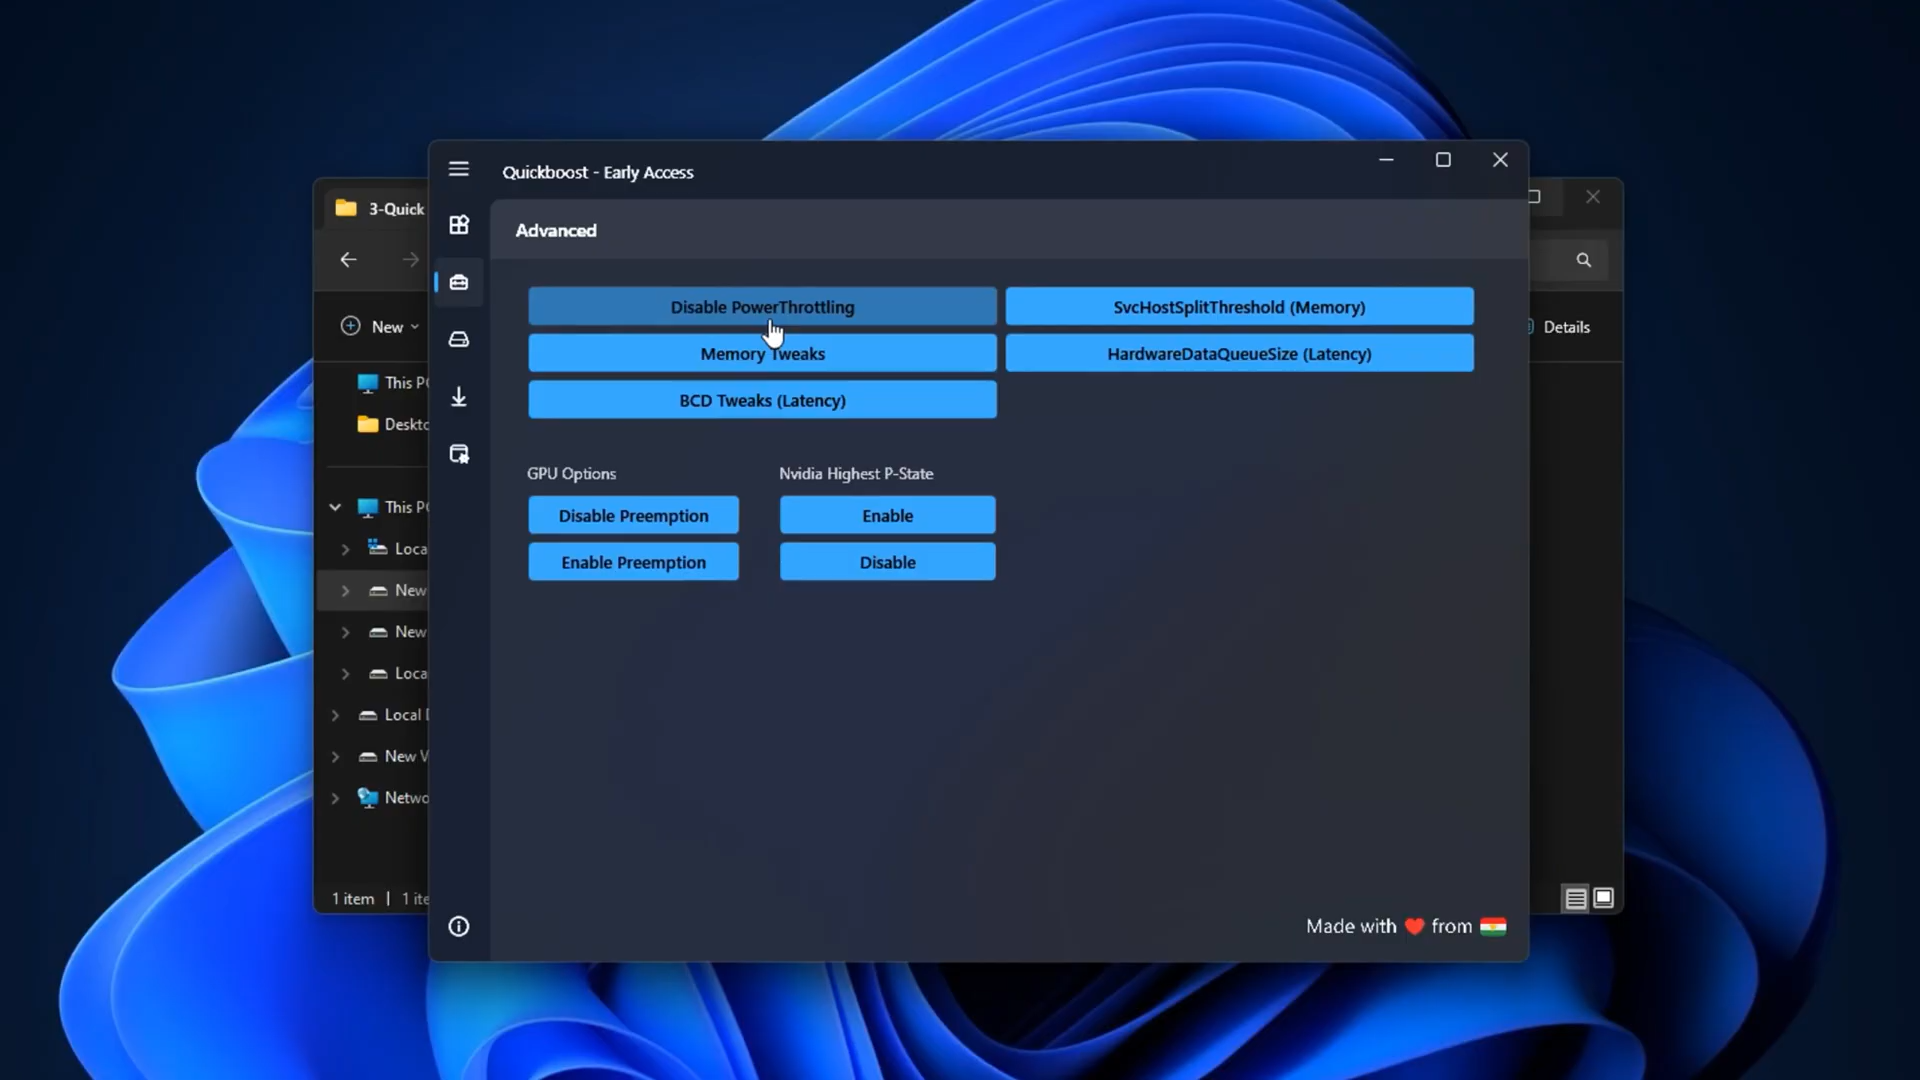 Quickboost - Early Access
3-Quick
Advanced
Disable PowerThrottling
SvcHostSplitThreshold (Memory)
New
Details
Memory Tweaks
HardwareDataQueueSize (Latency)
This P
BCD Tweaks (Latency)
Deskto
GPU Options
Nvidia Highest P-State
This P
Disable Preemption
Enable
Loca
Enable Preemption
Disable
New
New
Loca
Local
New V
Netwo
1 item
1 ite
Made with ❤️ from